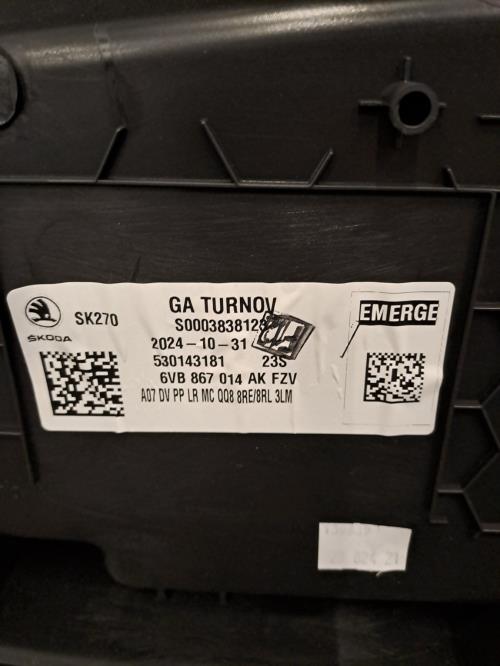 SK270
ŠKODA
GA TURNOV
2024-10-31
530143181 23S
6VB 867 014 AK FZV
A07 DV PP LR MC QQ8 8RE/8RL 3LM
EMERGE